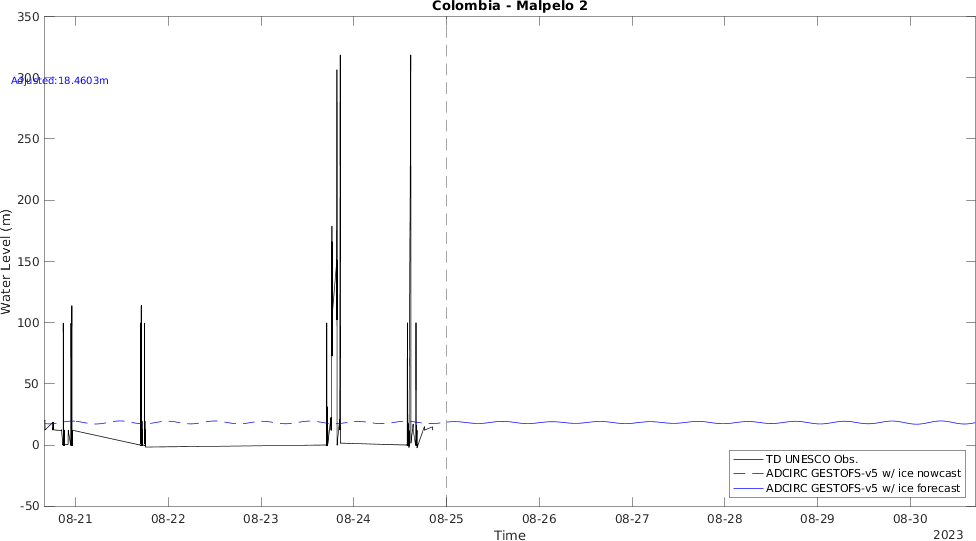 Colombia - Malpelo 2
350
300
Adjusted:18.4603m
250
200
150
100
50
0
-50
Water Level (m)
08-21 08-22 08-23 08-24 08-25 08-26 08-27 08-28 08-29 08-30
Time
2023
TD UNESCO Obs.
ADCIRC GESTOFS-v5 w/ ice nowcast
ADCIRC GESTOFS-v5 w/ ice forecast